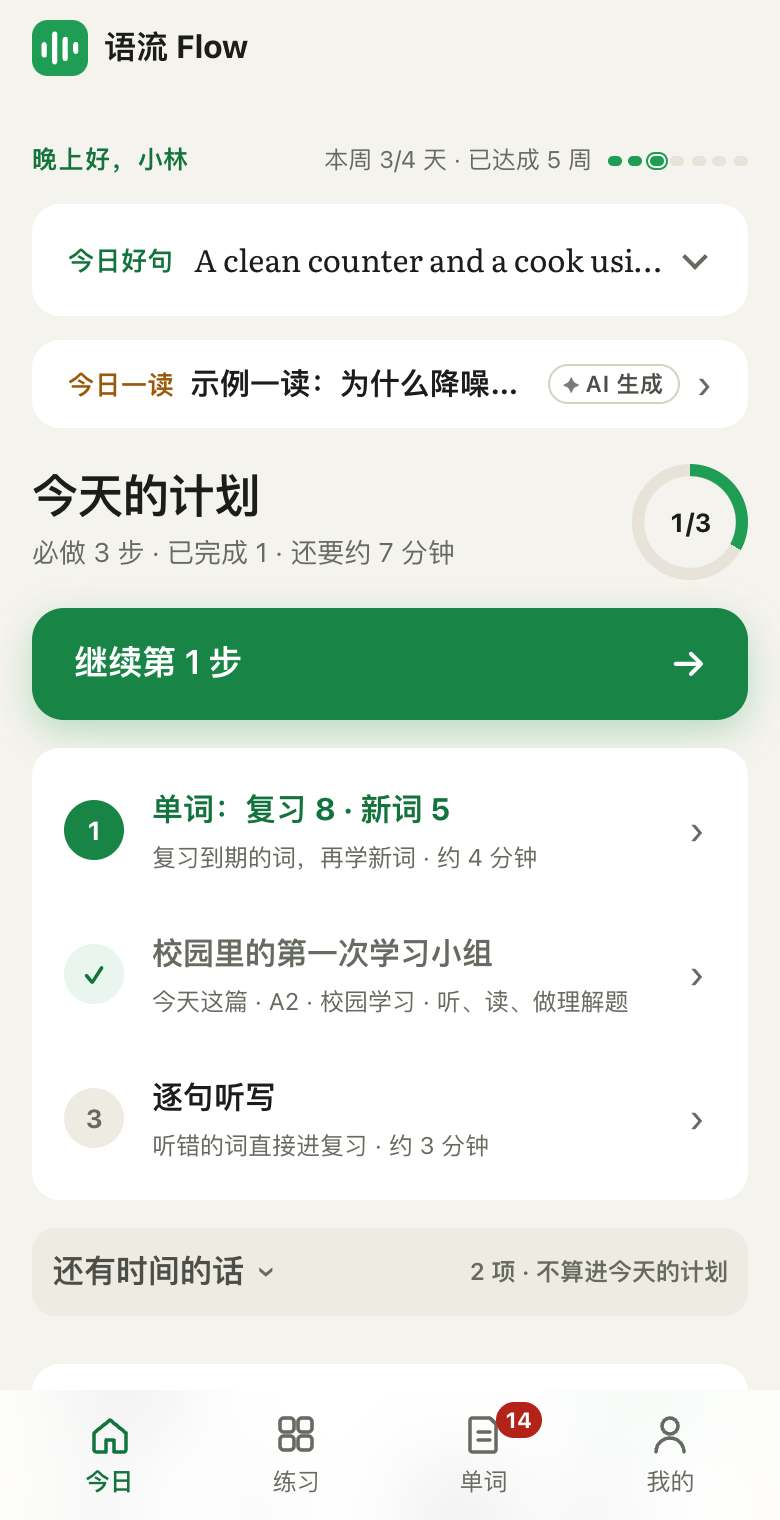 语流 Flow
晚上好，小林
本周 3/4 天 · 已达成 5 周
今日好句 A clean counter and a cook usi…
今日一读 示例一读：为什么降噪… AI 生成
今天的计划
必做 3 步 · 已完成 1 · 还要约 7 分钟
1/3
继续第 1 步
1
单词：复习 8 · 新词 5
复习到期的词，再学新词 · 约 4 分钟
校园里的第一次学习小组
今天这篇 · A2 · 校园学习 · 听、读、做理解题
3
逐句听写
听错的词直接进复习 · 约 3 分钟
还有时间的话
2 项 · 不算进今天的计划
14
今日
练习
单词
我的